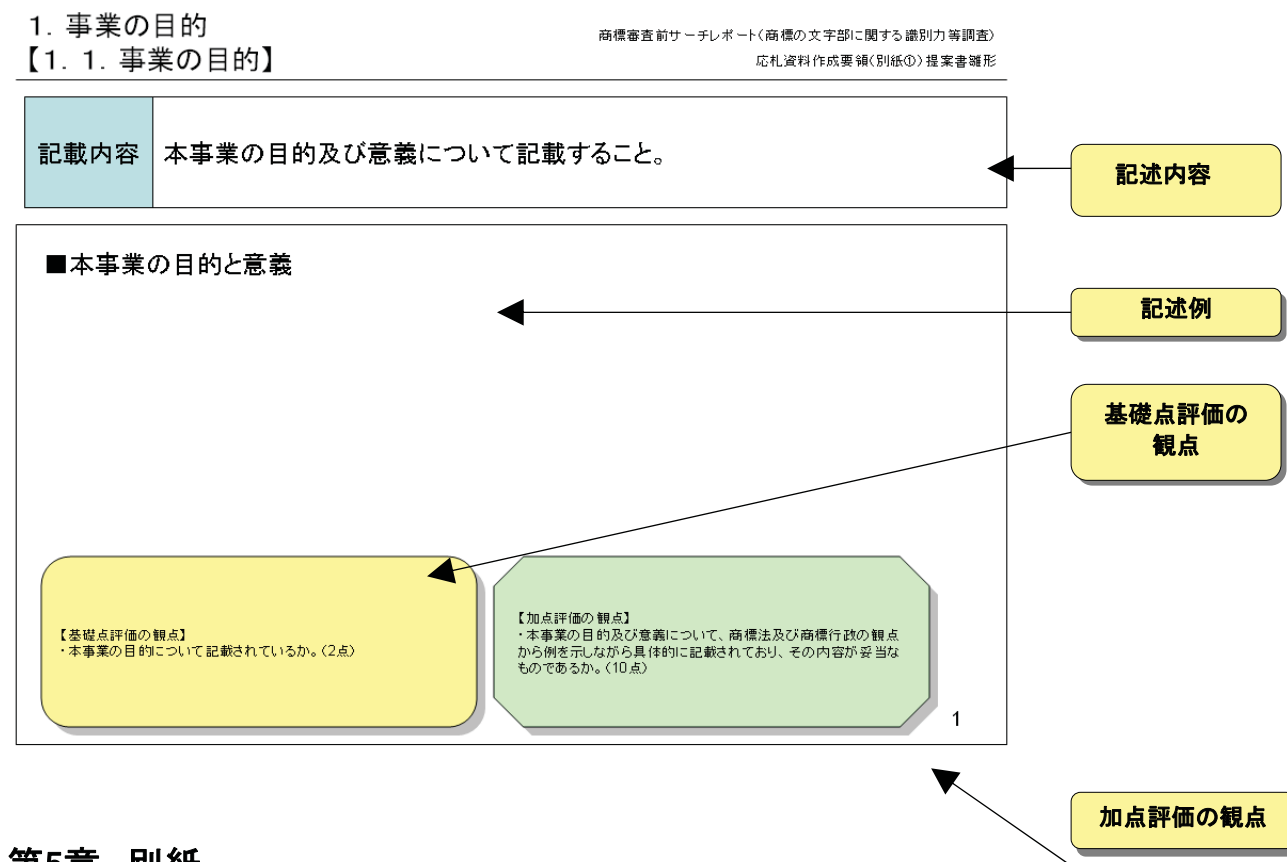 1. 事業の目的
【1. 1. 事業の目的】
商標審査前サーチレポート(商標の文字部に関する識別力等調査)
応札資料作成要領(別紙①)提案書雛形
記載内容
本事業の目的及び意義について記載すること。
記述内容
■本事業の目的と意義
記述例
基礎点評価の
観点
【基礎点評価の観点】
・本事業の目的について記載されているか。(2点)
【加点評価の観点】
・本事業の目的及び意義について、商標法及び商標行政の観点
から例を示しながら具体的に記載されており、その内容が妥当な
ものであるか。(10点)
1
加点評価の観点
第5章 別紙